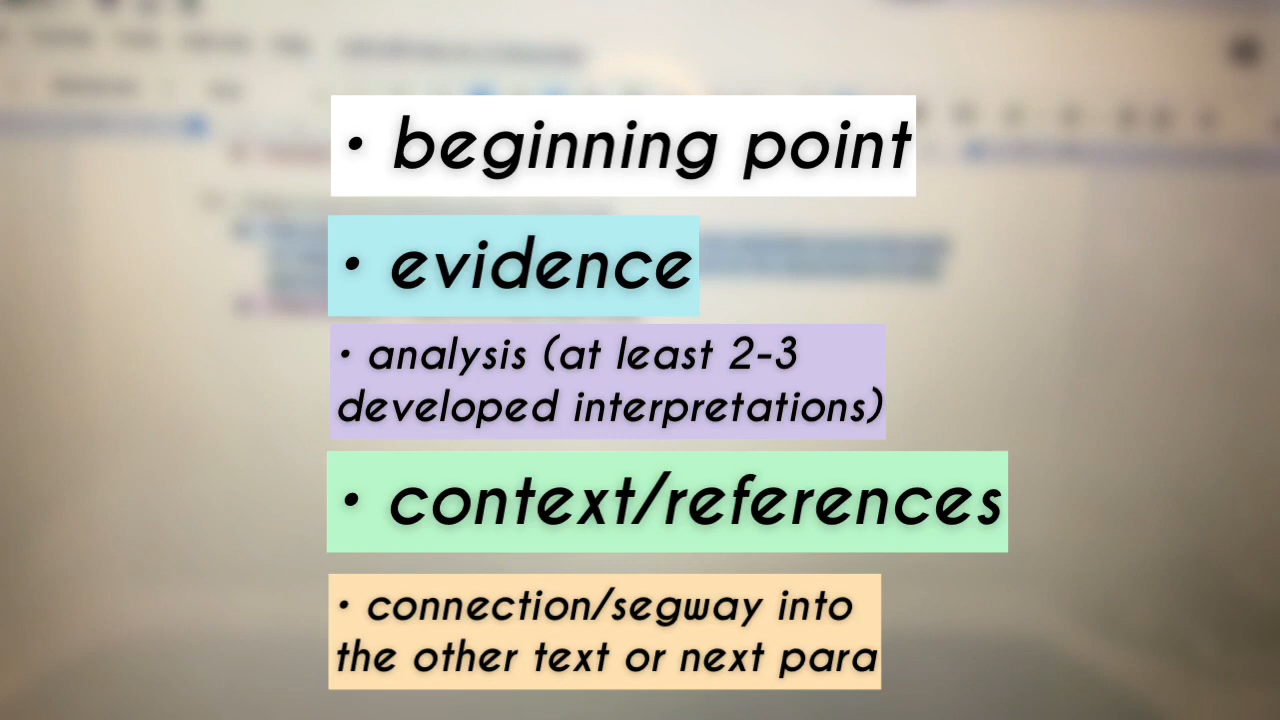 • beginning point
• evidence
• analysis (at least 2-3
developed interpretations)
• context/references
• connection/segway into
the other text or next para